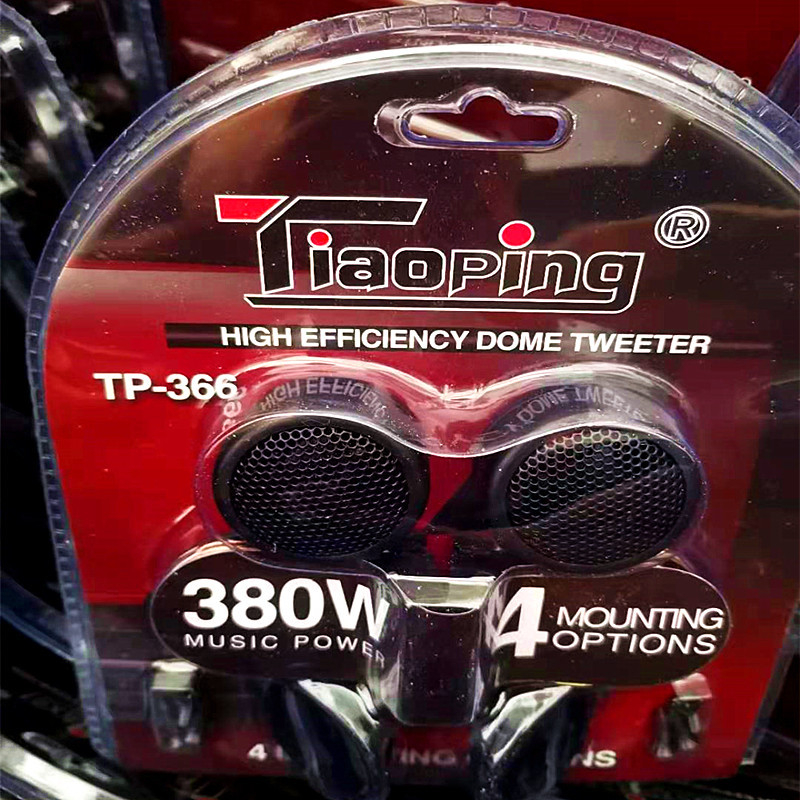 Tiaoping ®
HIGH EFFICIENCY DOME TWEETER
TP-366
380W
MUSIC POWER
4 MOUNTING
OPTIONS